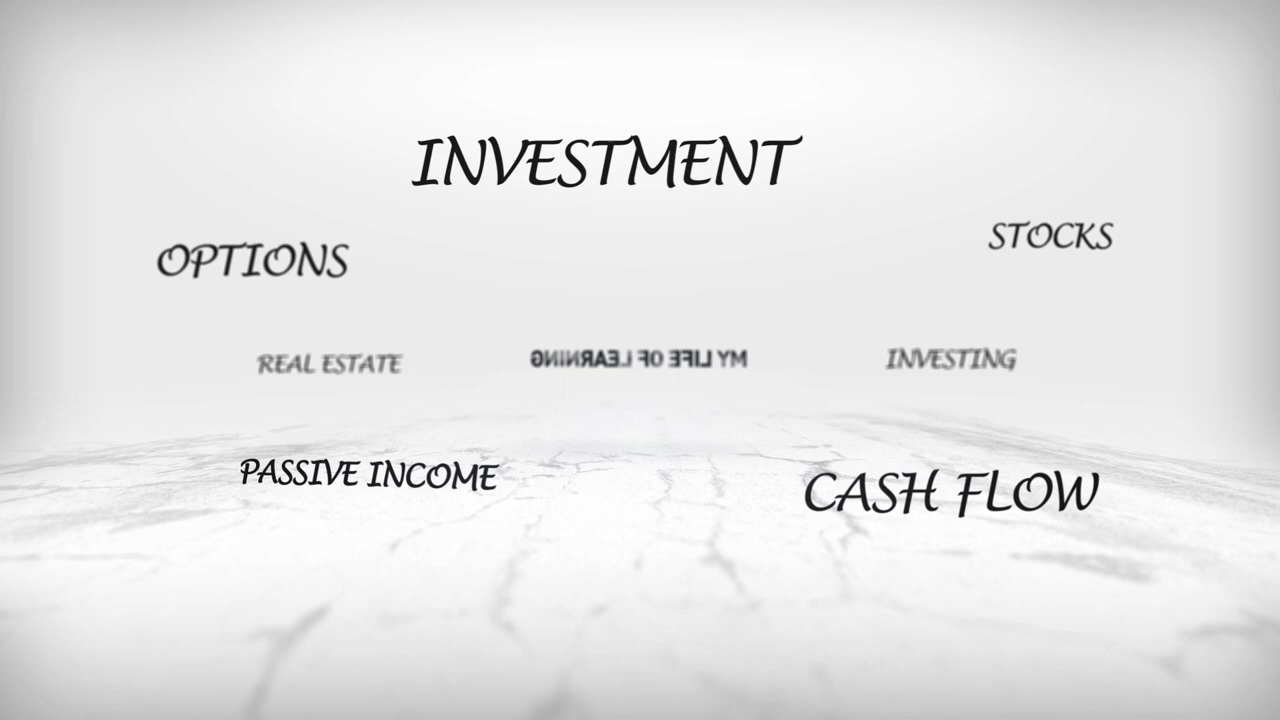 INVESTMENT
STOCKS
OPTIONS
REAL ESTATE
MY LIFE OF LEARNING
INVESTING
PASSIVE INCOME
CASH FLOW